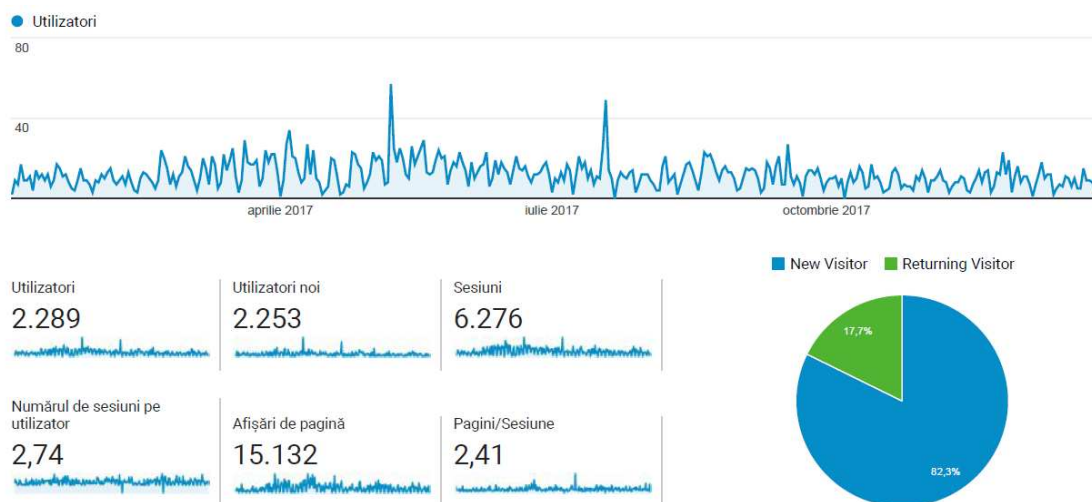 Utilizatori
80
40
aprilie 2017
iulie 2017
octombrie 2017
New Visitor
Returning Visitor
Utilizatori
2.289
Utilizatori noi
2.253
Sesiuni
6.276
Numărul de sesiuni pe
utilizator
2,74
Afișări de pagină
15.132
Pagini/Sesiune
2,41
17,7%
82,3%